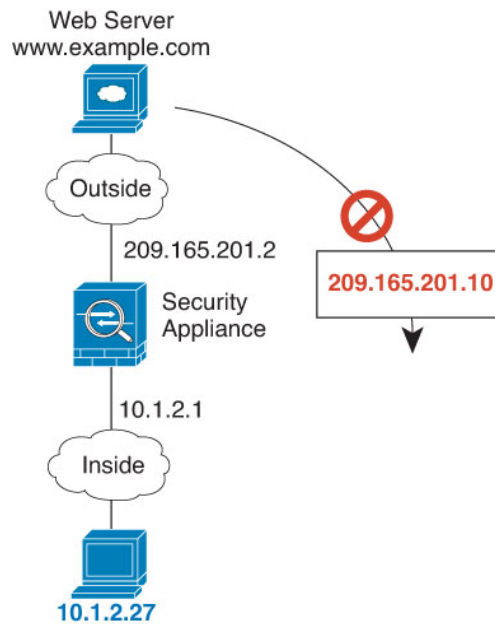 Web Server
www.example.com
Outside
209.165.201.2
209.165.201.10
Security
Appliance
10.1.2.1
Inside
10.1.2.27